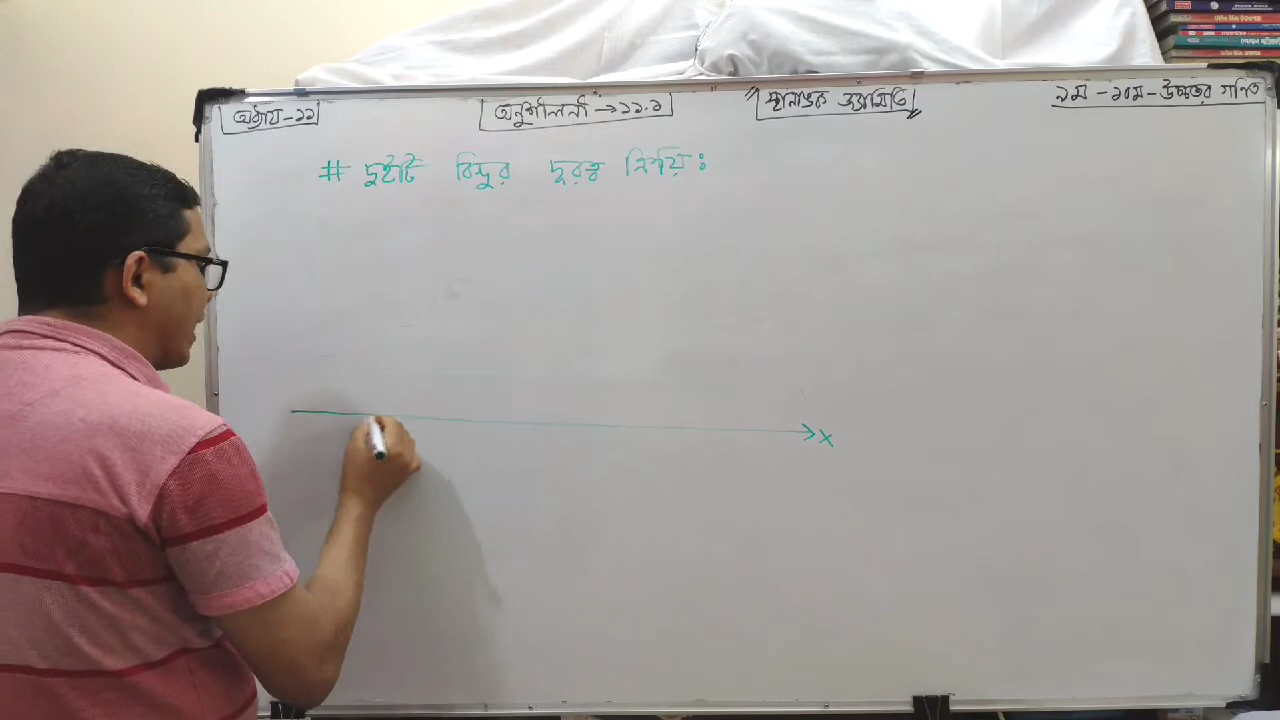 অধ্যায়-১১
অনুশীলনী → ১১.১
"স্থানাঙ্ক জ্যামিতি"
৯ম - ১০ম - উচ্চতর গণিত
# দুইটি বিন্দুর দূরত্ব নির্ণয়ঃ
X